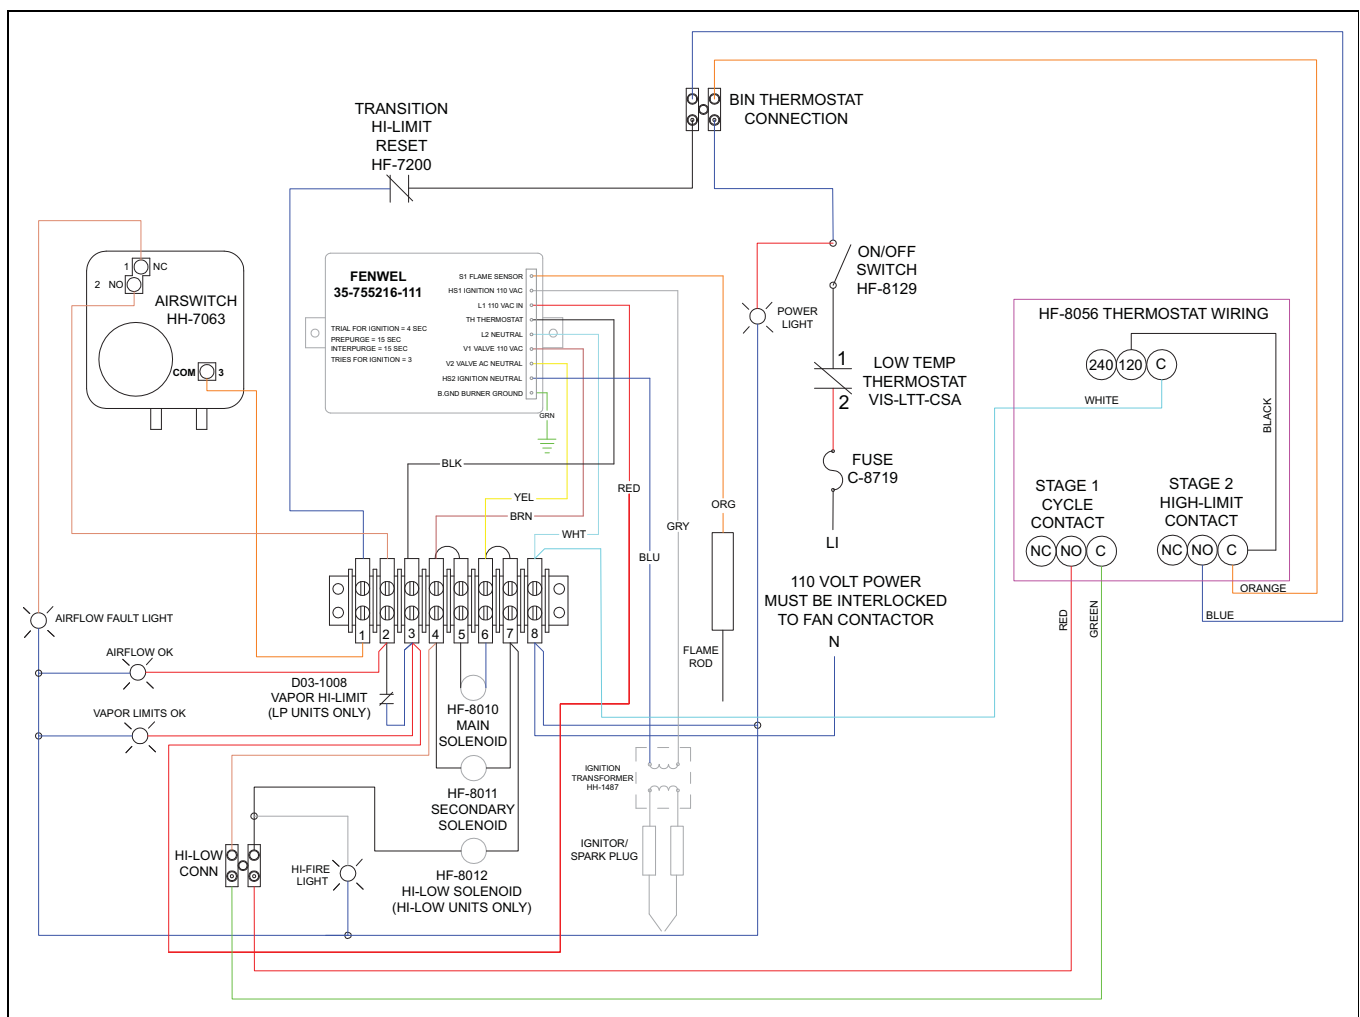 BIN THERMOSTAT
CONNECTION
TRANSITION
HI-LIMIT
RESET
HF-7200
1
NC
2
NO
AIRSWITCH
HH-7063
COM
3
FENWEL
35-755216-111
TRIAL FOR IGNITION = 4 SEC
PREPURGE = 15 SEC
INTERPURGE = 15 SEC
TRIES FOR IGNITION = 3
S1 FLAME SENSOR
HS1 IGNITION 110 VAC
L1 110 VAC IN
TH THERMOSTAT
L2 NEUTRAL
V1 VALVE 110 VAC
V2 VALVE AC NEUTRAL
HS2 IGNITION NEUTRAL
B.GND BURNER GROUND
GRN
ON/OFF
SWITCH
HF-8129
POWER
LIGHT
1
2
LOW TEMP
THERMOSTAT
VIS-LTT-CSA
FUSE
C-8719
LI
110 VOLT POWER
MUST BE INTERLOCKED
TO FAN CONTACTOR
N
HF-8056 THERMOSTAT WIRING
240
120
C
WHITE
BLACK
STAGE 1
CYCLE
CONTACT
NC
NO
C
STAGE 2
HIGH-LIMIT
CONTACT
NC
NO
C
ORANGE
BLUE
RED
GREEN
BLK
YEL
BRN
WHT
RED
BLU
GRY
ORG
FLAME
ROD
1
2
3
4
5
6
7
8
AIRFLOW FAULT LIGHT
AIRFLOW OK
VAPOR LIMITS OK
D03-1008
VAPOR HI-LIMIT
(LP UNITS ONLY)
HF-8010
MAIN
SOLENOID
HF-8011
SECONDARY
SOLENOID
HF-8012
HI-LOW SOLENOID
(HI-LOW UNITS ONLY)
HI-LOW
CONN
HI-FIRE
LIGHT
IGNITION
TRANSFORMER
HH-1487
IGNITOR/
SPARK PLUG